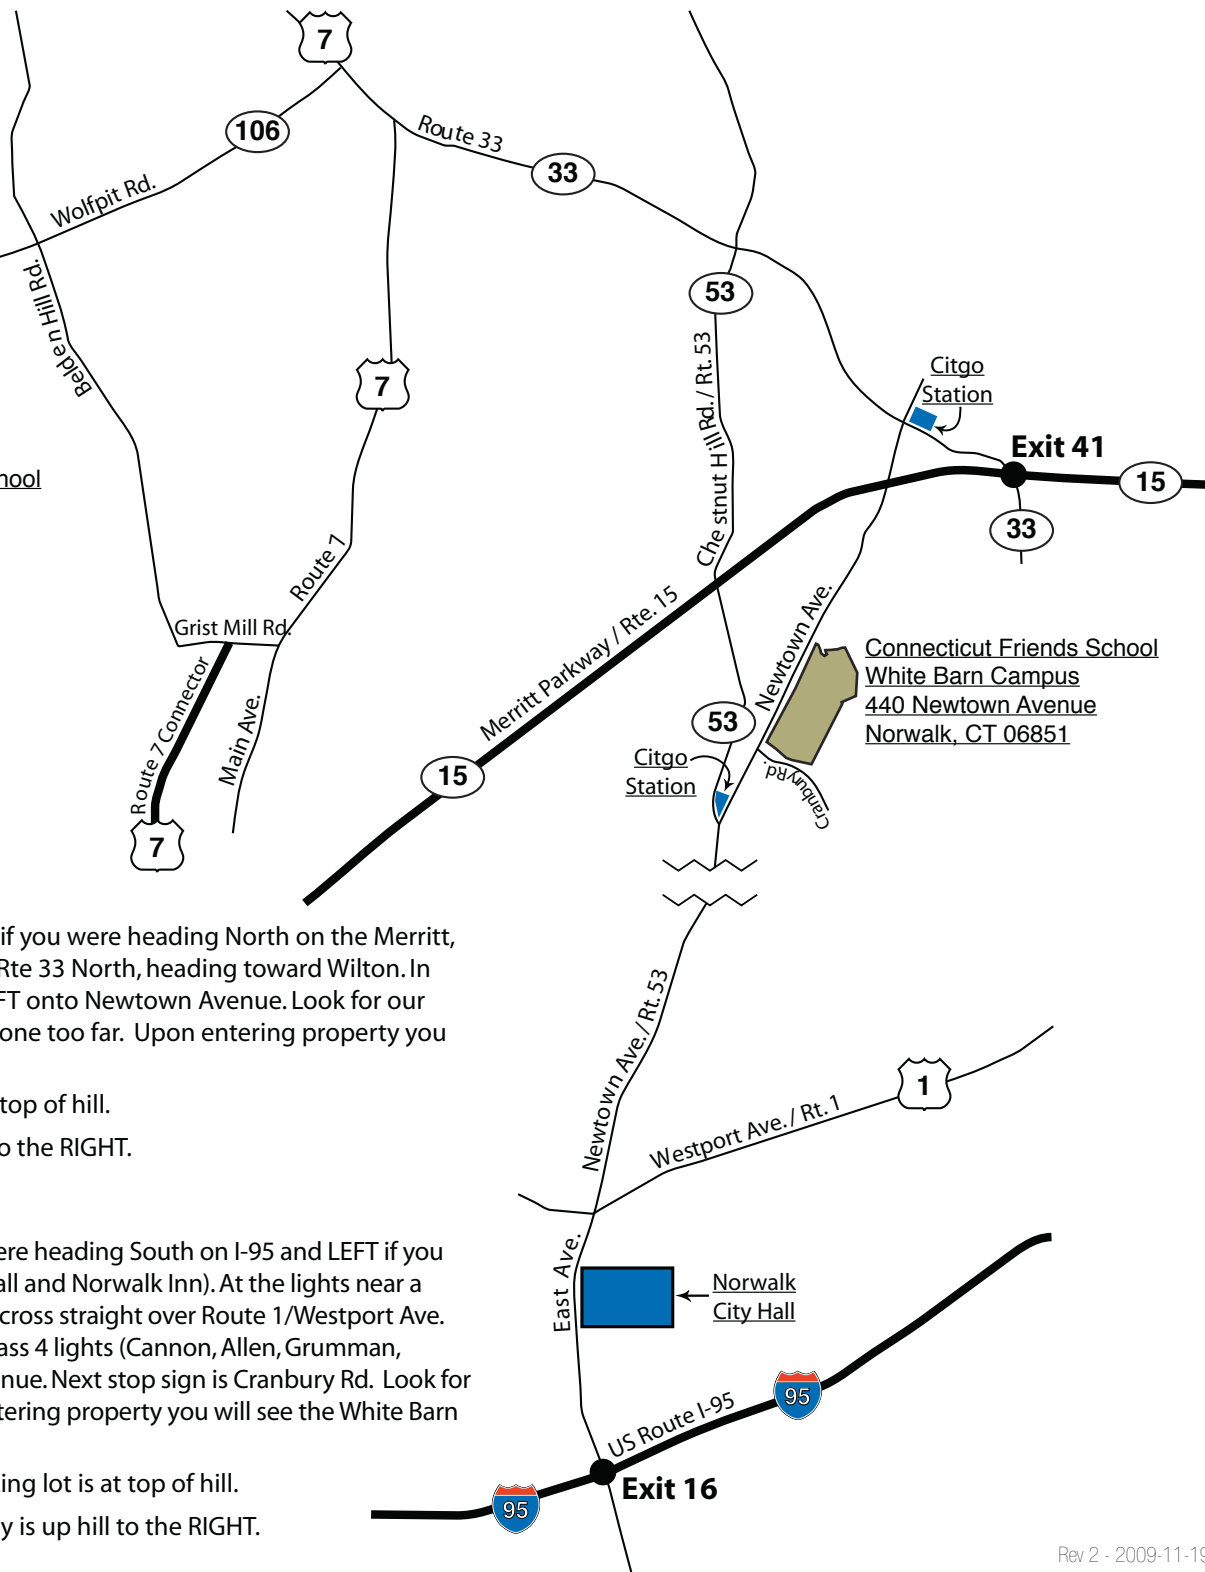 7
106
Route 33
33
Wolfpit Rd.
Belden Hill Rd.
53
7
Chestnut Hill Rd. / Rt. 53
Citgo
Station
Exit 41
15
33
hool
Route 7
Grist Mill Rd.
Merritt Parkway / Rte. 15
Newtown Ave.
Connecticut Friends School
White Barn Campus
440 Newtown Avenue
Norwalk, CT 06851
Route 7 Connector
Main Ave.
53
Citgo
Station
Cranbury Rd.
15
7
if you were heading North on the Merritt,
Rte 33 North, heading toward Wilton. In
FT onto Newtown Avenue. Look for our
one too far. Upon entering property you
top of hill.
o the RIGHT.
Newtown Ave. / Rt. 53
1
Westport Ave. / Rt. 1
ere heading South on I-95 and LEFT if you
all and Norwalk Inn). At the lights near a
cross straight over Route 1/Westport Ave.
ass 4 lights (Cannon, Allen, Grumman,
nue. Next stop sign is Cranbury Rd. Look for
tering property you will see the White Barn
ing lot is at top of hill.
y is up hill to the RIGHT.
East Ave.
Norwalk
City Hall
US Route I-95
95
Exit 16
95
Rev 2 - 2009-11-19